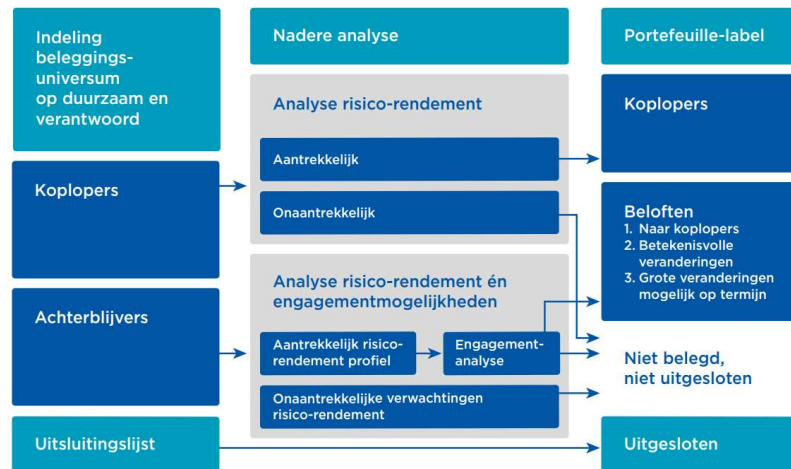 Indeling
beleggings-
universum
op duurzaam en
verantwoord
Koplopers
Achterblijvers
Uitsluitingslijst
Nadere analyse
Analyse risico-rendement
Aantrekkelijk
Onaantrekkelijk
Analyse risico-rendement én
engagementmogelijkheden
Aantrekkelijk risico-
rendement profiel
Engagement-
analyse
Onaantrekkelijke verwachtingen
risico-rendement
Portefeuille-label
Koplopers
Beloften
1. Naar koplopers
2. Betekenisvolle
veranderingen
3. Grote veranderingen
mogelijk op termijn
Niet belegd,
niet uitgesloten
Uitgesloten